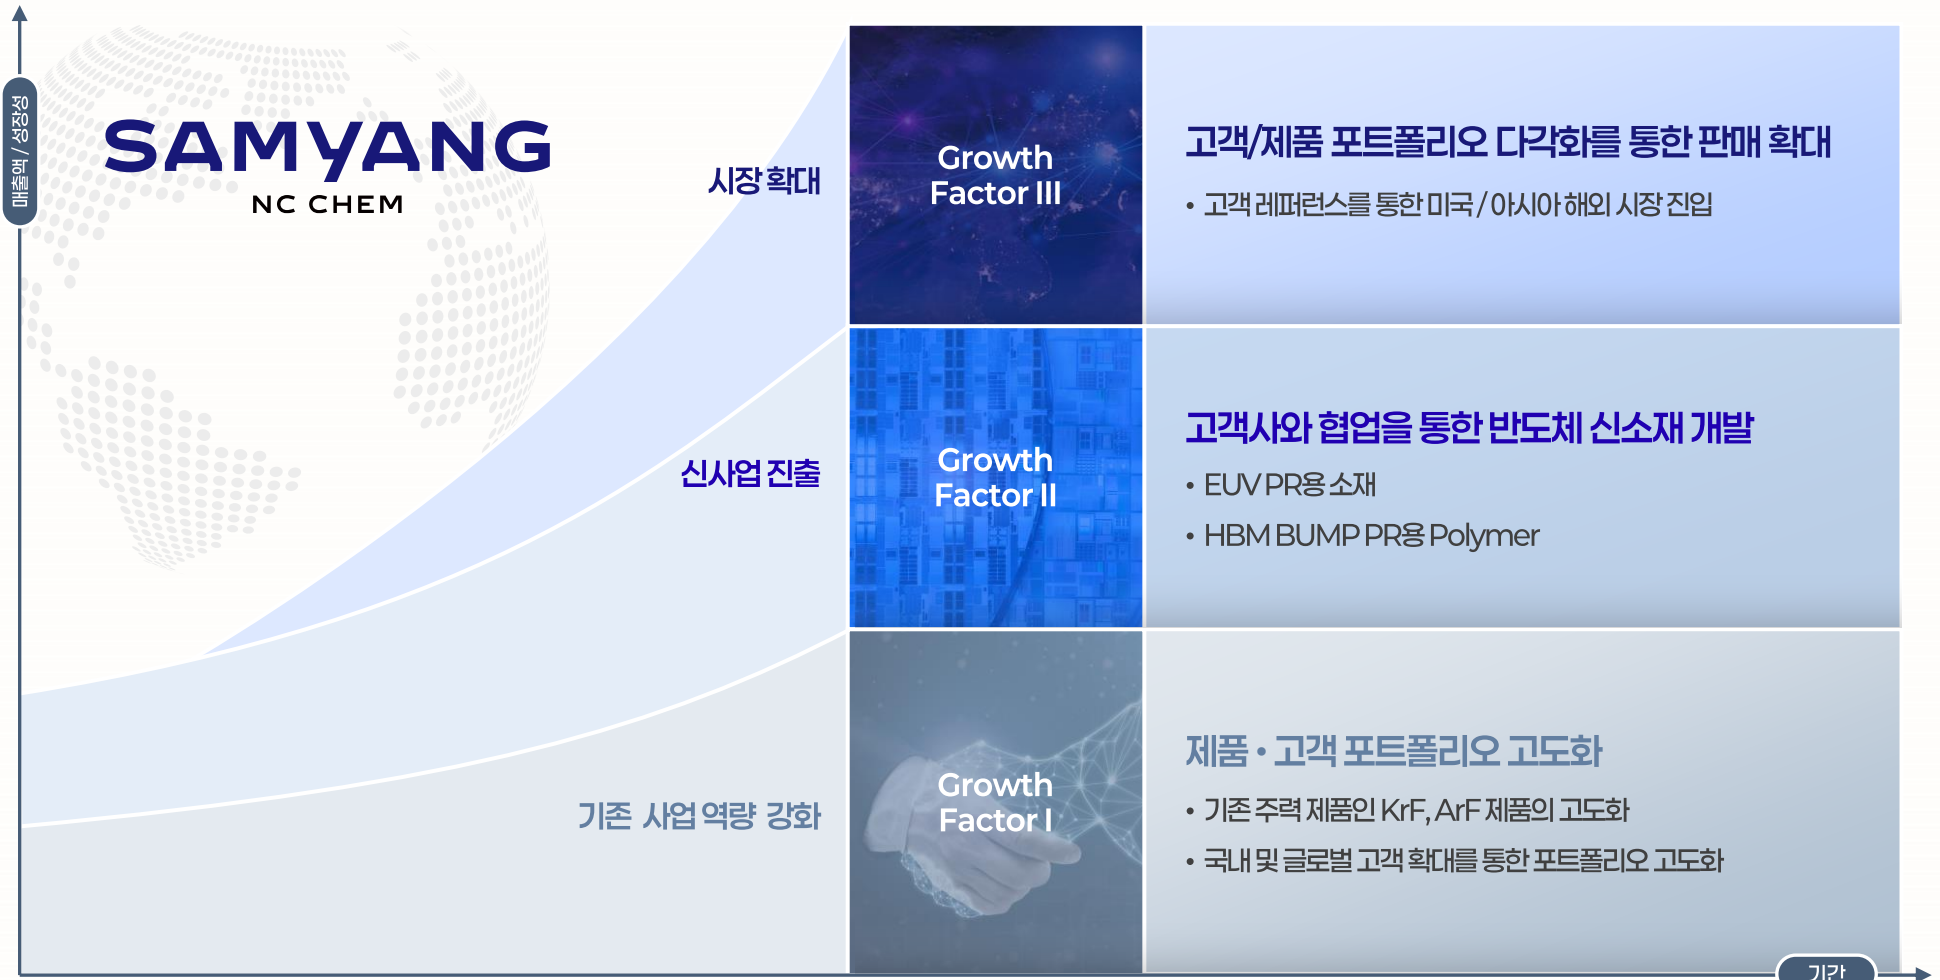 매출액 / 성장성
SAMYANG
NC CHEM
시장 확대
Growth
Factor III
고객/제품 포트폴리오 다각화를 통한 판매 확대
• 고객 레퍼런스를 통한 미국 / 아시아 해외 시장 진입
신사업 진출
Growth
Factor II
고객사와 협업을 통한 반도체 신소재 개발
• EUV PR용 소재
• HBM BUMP PR용 Polymer
기존 사업 역량 강화
Growth
Factor I
제품 • 고객 포트폴리오 고도화
• 기존 주력 제품인 KrF, ArF 제품의 고도화
• 국내 및 글로벌 고객 확대를 통한 포트폴리오 고도화
기간